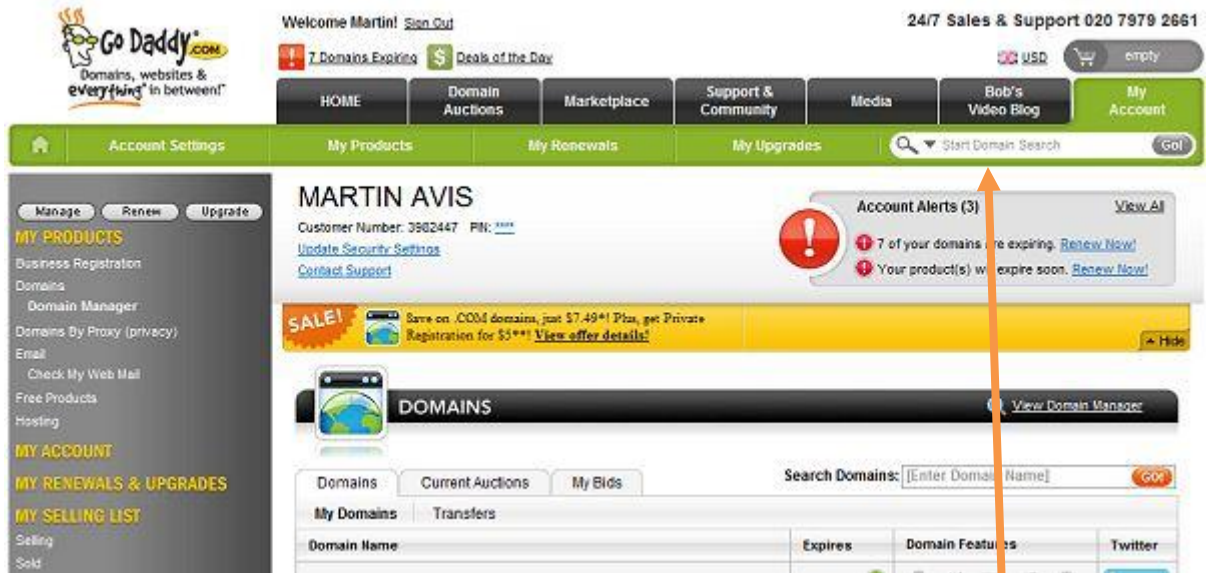 Welcome Martin! Sign Out
24/7 Sales & Support 020 7979 2661
Go Daddy.COM
Domains, websites &
everything* in between!™
7 Domains Expiring
$ Deals of the Day
USD
empty
HOME
Domain Auctions
Marketplace
Support & Community
Media
Bob's Video Blog
My Account
Account Settings
My Products
My Renewals
My Upgrades
Start Domain Search
Go!
Manage Renew Upgrade
MY PRODUCTS
Business Registration
Domains
Domain Manager
Domains By Proxy (privacy)
Email
Check My Web Mail
Free Products
Hosting
MY ACCOUNT
MY RENEWALS & UPGRADES
MY SELLING LIST
Selling
Sold
MARTIN AVIS
Customer Number: 3982447 PIN: ****
Update Security Settings
Contact Support
Account Alerts (3)
View All
7 of your domains are expiring. Renew Now!
Your product(s) will expire soon. Renew Now!
SALE!
Save on .COM domains, just $7.49*! Plus, get Private
Registration for $5**! View offer details!
Hide
DOMAINS
View Domain Manager
Domains
Current Auctions
My Bids
Search Domains: [Enter Domain Name]
GO!
My Domains
Transfers
Domain Name
Expires
Domain Features
Twitter